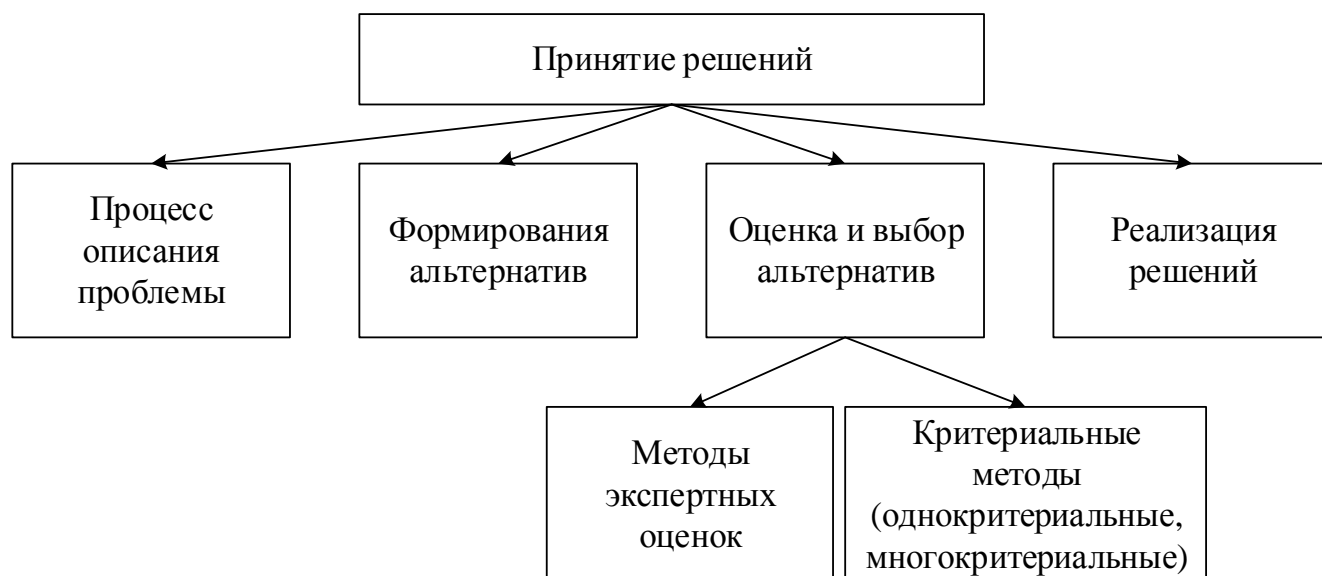 Принятие решений
Процесс
описания
проблемы
Формирования
альтернатив
Оценка и выбор
альтернатив
Реализация
решений
Методы
экспертных
оценок
Критериальные
методы
(однокритериальные,
многокритериальные)